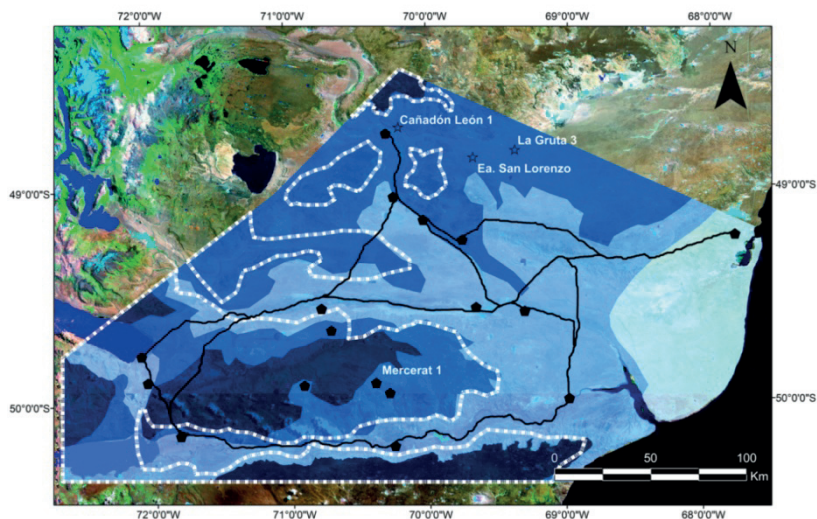 72°0'0"W 71°0'0"W 70°0'0"W 69°0'0"W 68°0'0"W
N
Cañadón León 1
La Gruta 3
Ea. San Lorenzo
49°0'0"S 49°0'0"S
Mercerat 1
50°0'0"S 50°0'0"S
0 50 100
Km
72°0'0"W 71°0'0"W 70°0'0"W 69°0'0"W 68°0'0"W